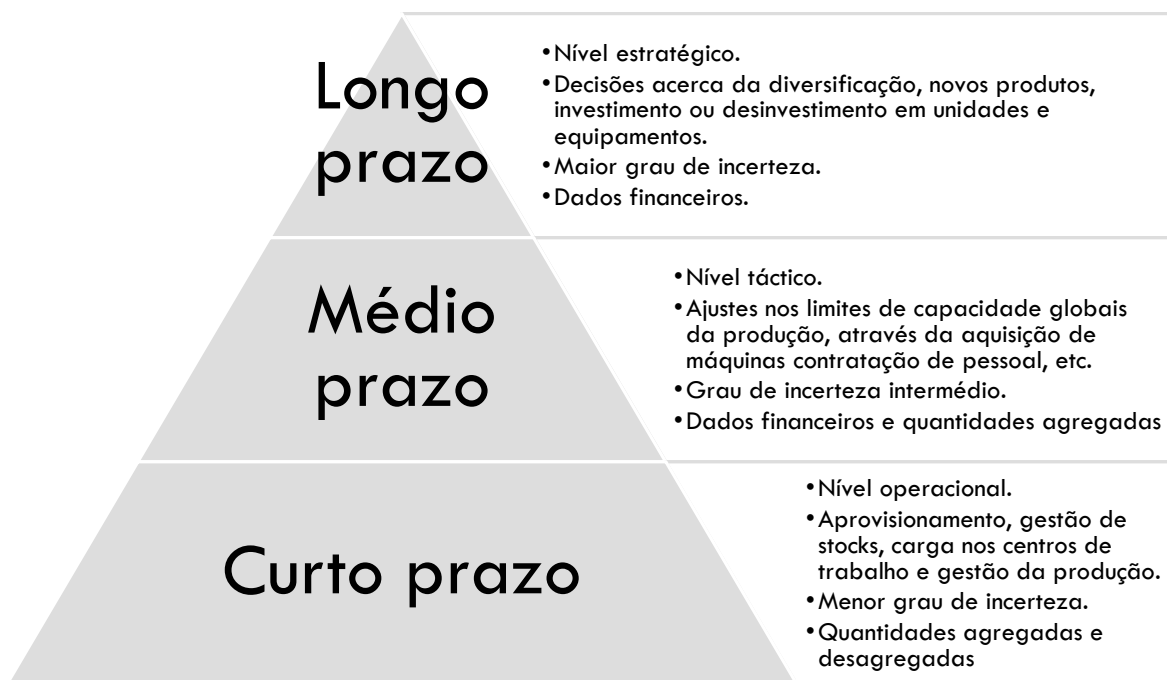 Longo
prazo
•Nível estratégico.
•Decisões acerca da diversificação, novos produtos,
investimento ou desinvestimento em unidades e
equipamentos.
•Maior grau de incerteza.
•Dados financeiros.
Médio
prazo
•Nível táctico.
•Ajustes nos limites de capacidade globais
da produção, através da aquisição de
máquinas contratação de pessoal, etc.
•Grau de incerteza intermédio.
•Dados financeiros e quantidades agregadas
Curto prazo
•Nível operacional.
•Aprovisionamento, gestão de
stocks, carga nos centros de
trabalho e gestão da produção.
•Menor grau de incerteza.
•Quantidades agregadas e
desagregadas